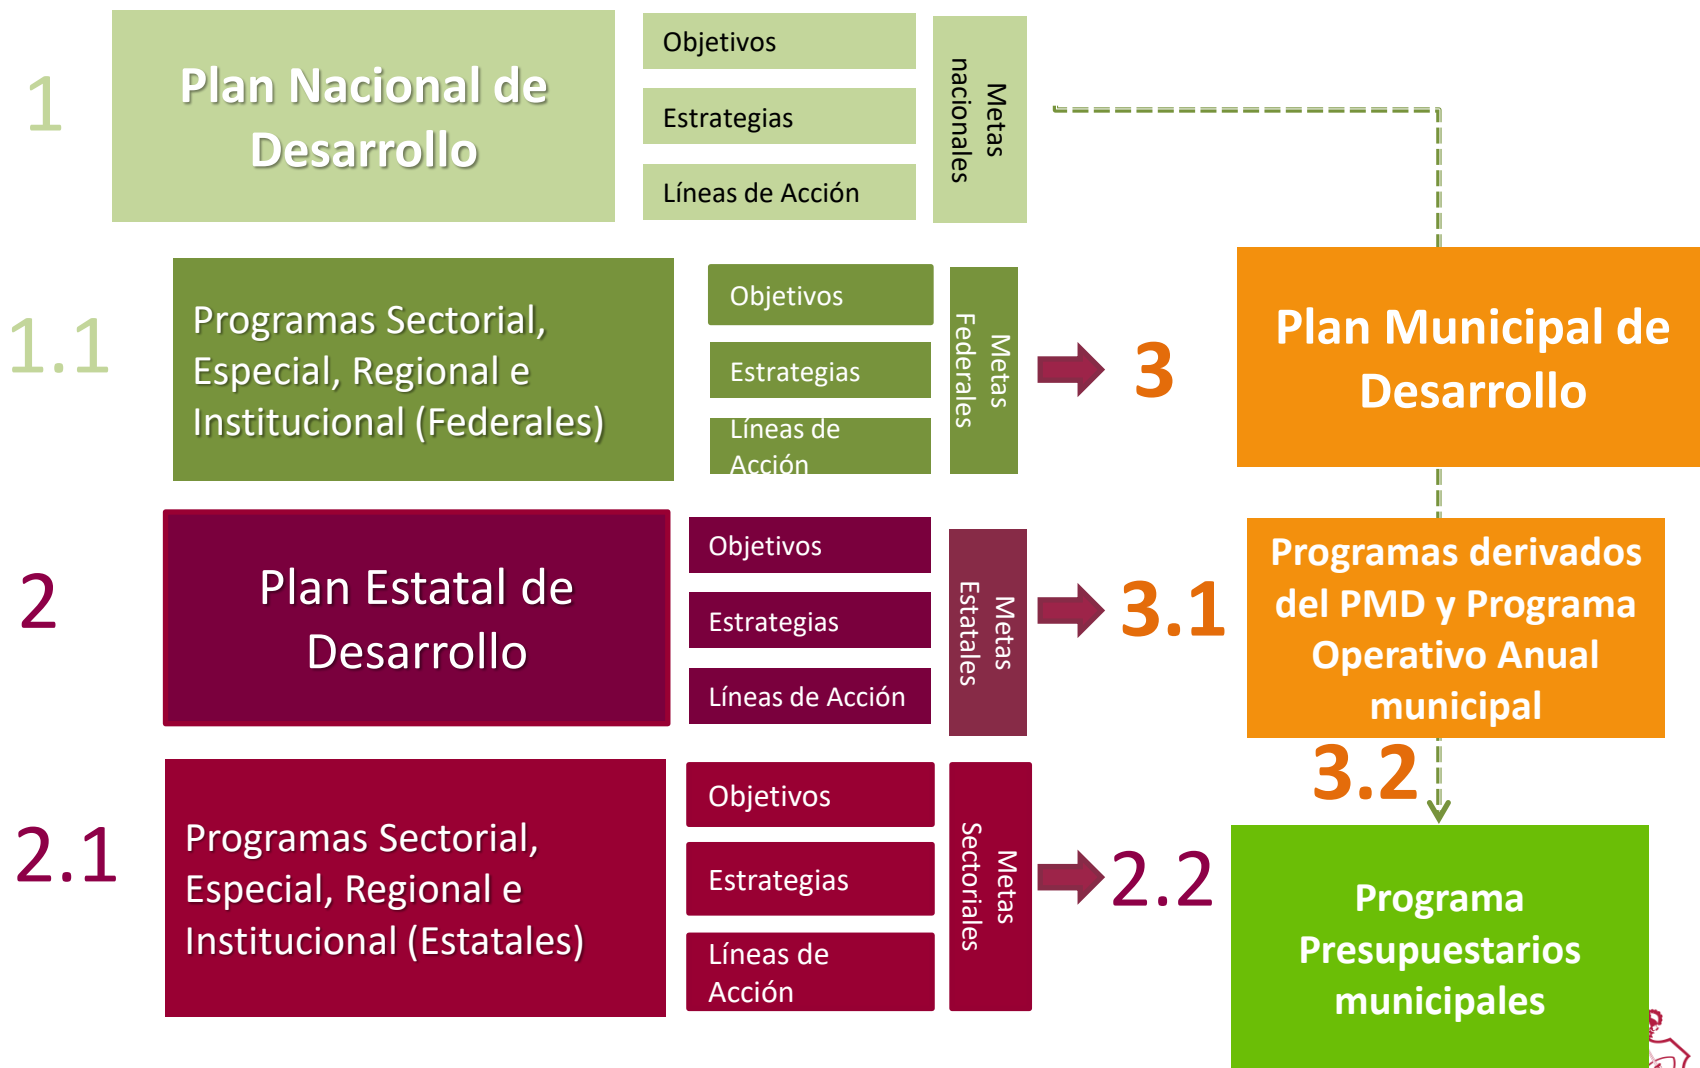 1
Plan Nacional de
Desarrollo
Objetivos
Estrategias
Líneas de Acción
Metas
nacionales
1.1
Programas Sectorial,
Especial, Regional e
Institucional (Federales)
Objetivos
Estrategias
Líneas de
Acción
Metas
Federales
3
Plan Municipal de
Desarrollo
2
Plan Estatal de
Desarrollo
Objetivos
Estrategias
Líneas de Acción
Metas
Estatales
3.1
Programas derivados
del PMD y Programa
Operativo Anual
municipal
2.1
Programas Sectorial,
Especial, Regional e
Institucional (Estatales)
Objetivos
Estrategias
Líneas de
Acción
Metas
Sectoriales
2.2
3.2
Programa
Presupuestarios
municipales